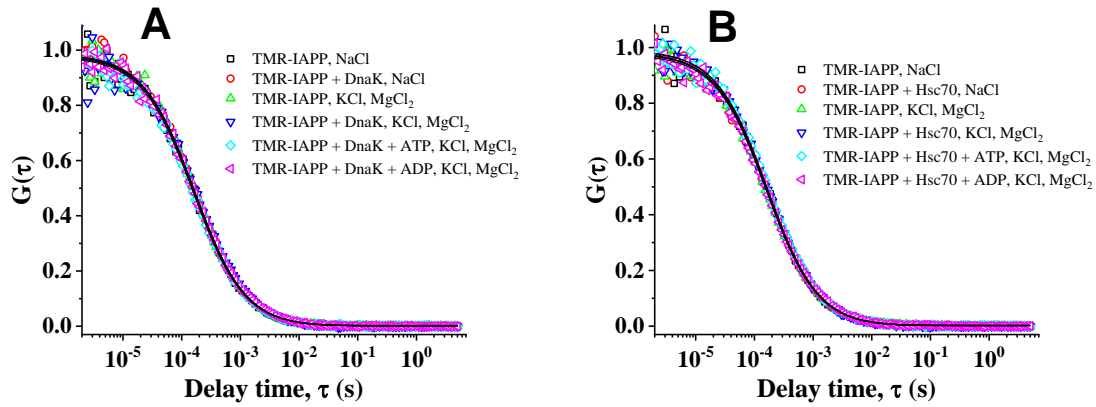 A
TMR-IAPP, NaCl
TMR-IAPP + DnaK, NaCl
TMR-IAPP, KCl, MgCl₂
TMR-IAPP + DnaK, KCl, MgCl₂
TMR-IAPP + DnaK + ATP, KCl, MgCl₂
TMR-IAPP + DnaK + ADP, KCl, MgCl₂
G(τ)
1.0
0.8
0.6
0.4
0.2
0.0
10⁻⁵ 10⁻⁴ 10⁻³ 10⁻² 10⁻¹ 10⁰
Delay time, τ (s)
B
TMR-IAPP, NaCl
TMR-IAPP + Hsc70, NaCl
TMR-IAPP, KCl, MgCl₂
TMR-IAPP + Hsc70, KCl, MgCl₂
TMR-IAPP + Hsc70 + ATP, KCl, MgCl₂
TMR-IAPP + Hsc70 + ADP, KCl, MgCl₂
G(τ)
1.0
0.8
0.6
0.4
0.2
0.0
10⁻⁵ 10⁻⁴ 10⁻³ 10⁻² 10⁻¹ 10⁰
Delay time, τ (s)